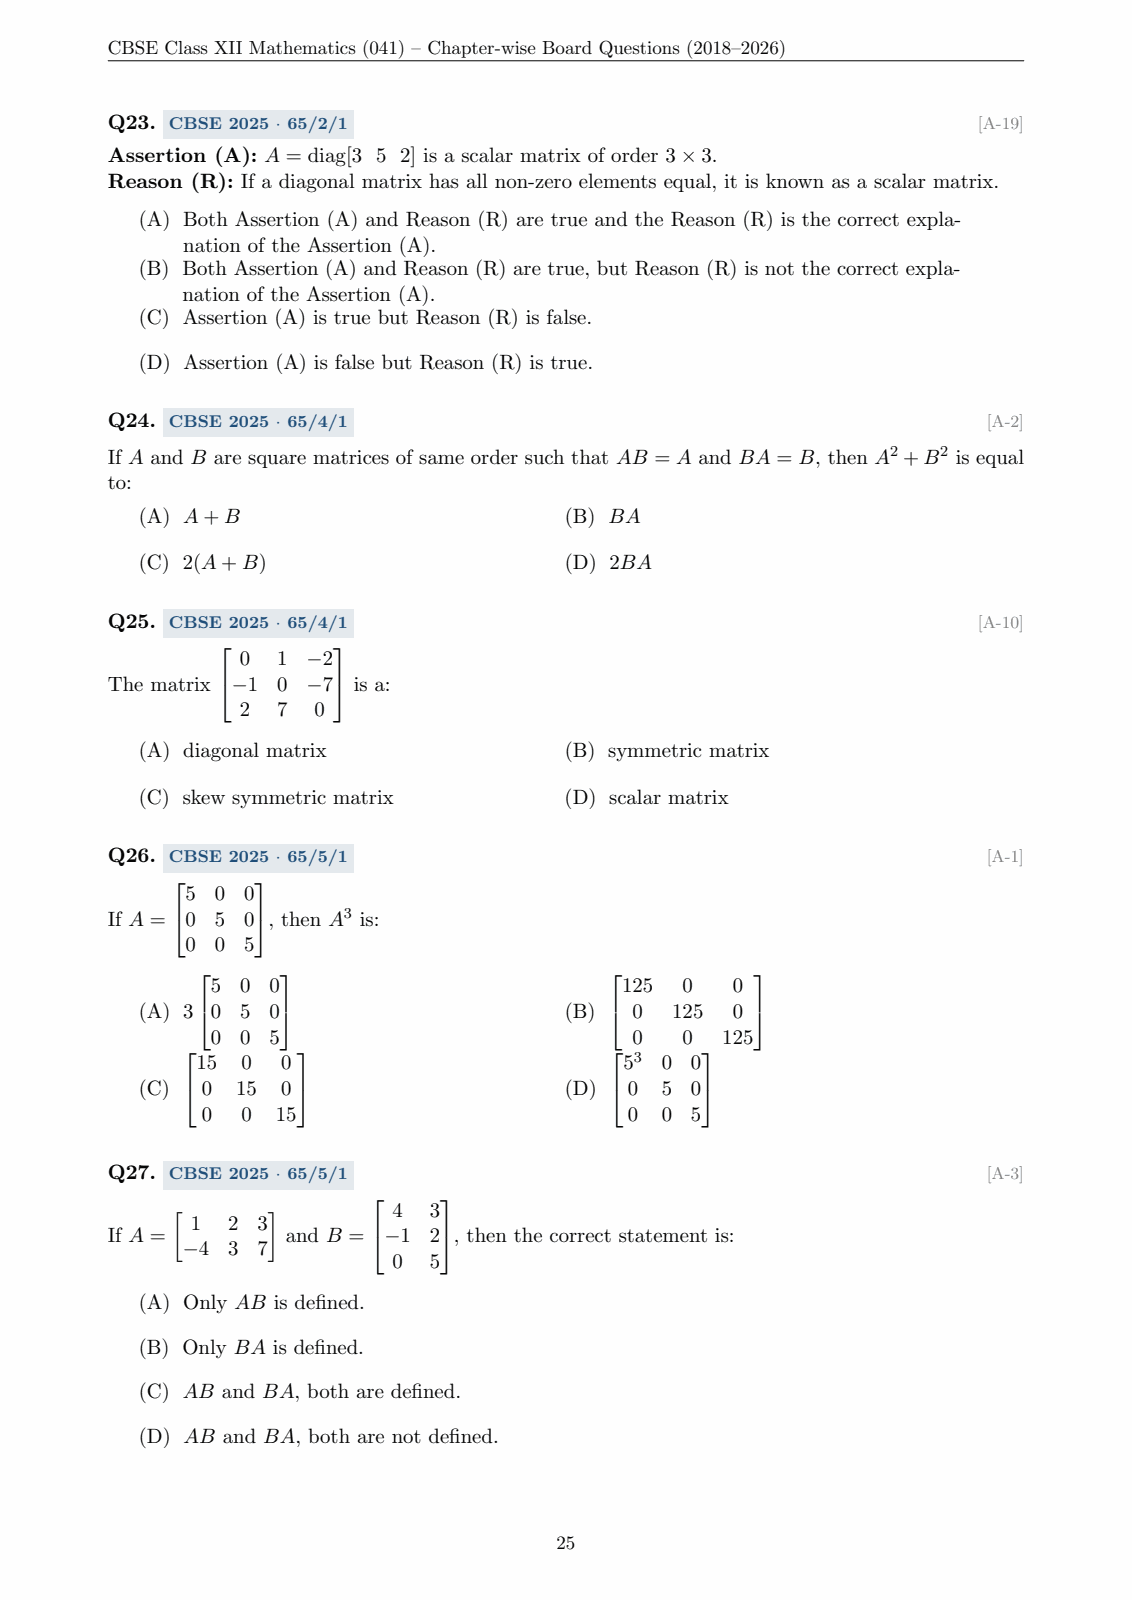 CBSE Class XII Mathematics (041) – Chapter-wise Board Questions (2018–2026)
Q23. CBSE 2025 · 65/2/1 [A-19]
Assertion (A): A = diag[3 5 2] is a scalar matrix of order 3 × 3.
Reason (R): If a diagonal matrix has all non-zero elements equal, it is known as a scalar matrix.
(A) Both Assertion (A) and Reason (R) are true and the Reason (R) is the correct expla-
nation of the Assertion (A).
(B) Both Assertion (A) and Reason (R) are true, but Reason (R) is not the correct expla-
nation of the Assertion (A).
(C) Assertion (A) is true but Reason (R) is false.
(D) Assertion (A) is false but Reason (R) is true.
Q24. CBSE 2025 · 65/4/1 [A-2]
If A and B are square matrices of same order such that AB = A and BA = B, then A² + B² is equal
to:
(A) A + B (B) BA
(C) 2(A + B) (D) 2BA
Q25. CBSE 2025 · 65/4/1 [A-10]
0 1 −2
The matrix −1 0 −7 is a:
2 7 0
(A) diagonal matrix (B) symmetric matrix
(C) skew symmetric matrix (D) scalar matrix
Q26. CBSE 2025 · 65/5/1 [A-1]
5 0 0
If A = 0 5 0 , then A³ is:
0 0 5
5 0 0 125 0 0
(A) 3 0 5 0 (B) 0 125 0
0 0 5 0 0 125
15 0 0 5³ 0 0
(C) 0 15 0 (D) 0 5 0
0 0 15 0 0 5
Q27. CBSE 2025 · 65/5/1 [A-3]
1 2 3 4 3
If A = −4 3 7 and B = −1 2 , then the correct statement is:
0 5
(A) Only AB is defined.
(B) Only BA is defined.
(C) AB and BA, both are defined.
(D) AB and BA, both are not defined.
25